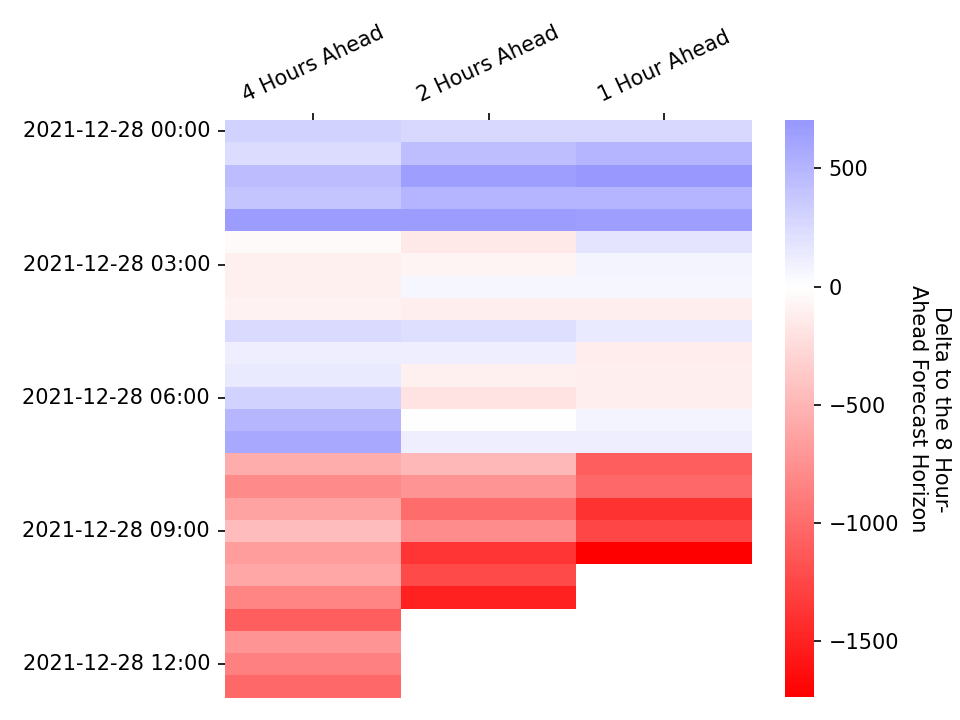 4 Hours Ahead
2 Hours Ahead
1 Hour Ahead
2021-12-28 00:00
2021-12-28 03:00
2021-12-28 06:00
2021-12-28 09:00
2021-12-28 12:00
500
0
−500
−1000
−1500
Delta to the 8 Hour-
Ahead Forecast Horizon